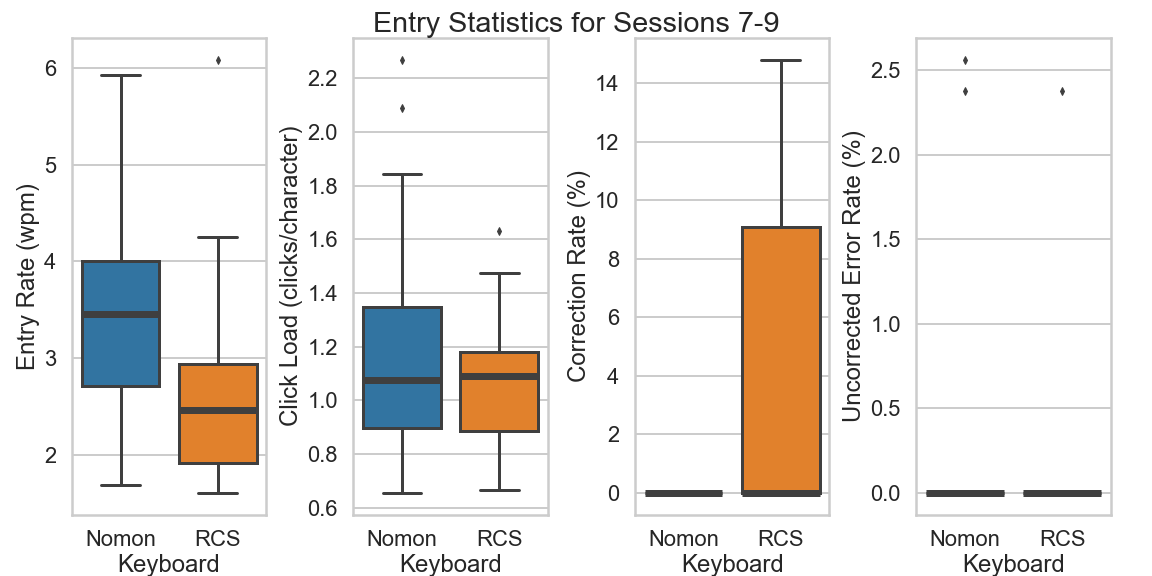 Entry Statistics for Sessions 7-9
Entry Rate (wpm)
6
5
4
3
2
Nomon RCS
Keyboard
Click Load (clicks/character)
2.2
2.0
1.8
1.6
1.4
1.2
1.0
0.8
0.6
Nomon RCS
Keyboard
Correction Rate (%)
14
12
10
8
6
4
2
0
Nomon RCS
Keyboard
Uncorrected Error Rate (%)
2.5
2.0
1.5
1.0
0.5
0.0
Nomon RCS
Keyboard